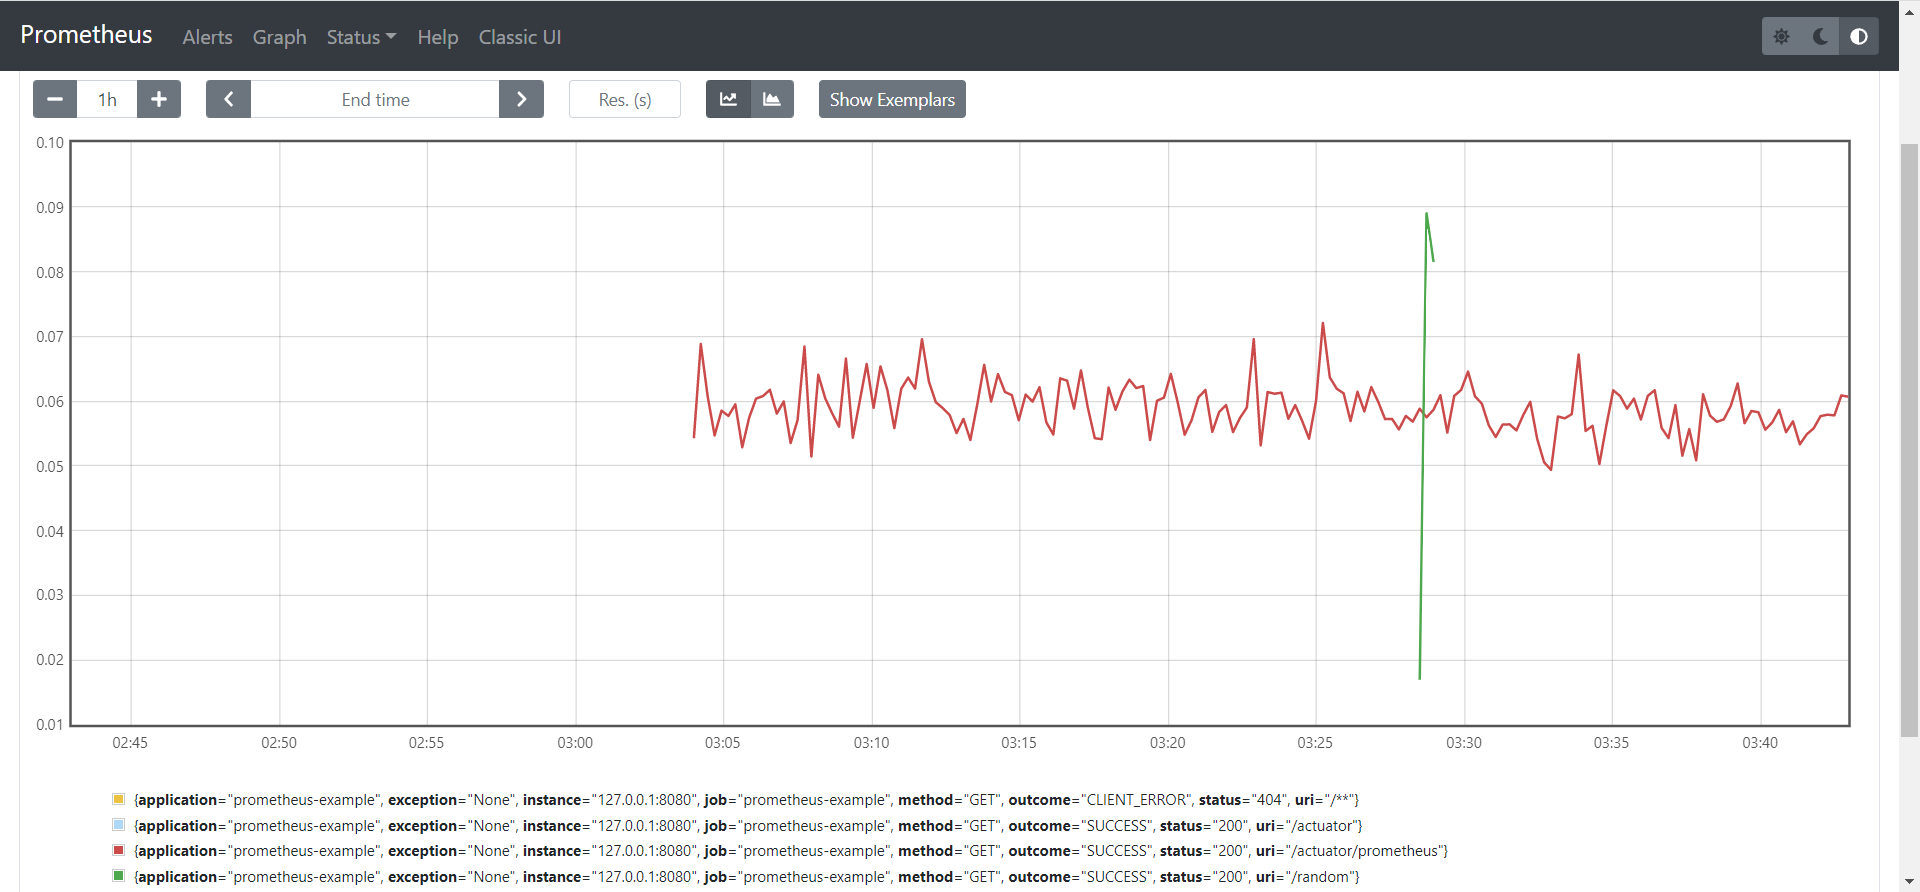 Prometheus Alerts Graph Status Help Classic UI
1h End time Res. (s) Show Exemplars
0.10
0.09
0.08
0.07
0.06
0.05
0.04
0.03
0.02
0.01
02:45 02:50 02:55 03:00 03:05 03:10 03:15 03:20 03:25 03:30 03:35 03:40
{application="prometheus-example", exception="None", instance="127.0.0.1:8080", job="prometheus-example", method="GET", outcome="CLIENT_ERROR", status="404", uri="/**"}
{application="prometheus-example", exception="None", instance="127.0.0.1:8080", job="prometheus-example", method="GET", outcome="SUCCESS", status="200", uri="/actuator"}
{application="prometheus-example", exception="None", instance="127.0.0.1:8080", job="prometheus-example", method="GET", outcome="SUCCESS", status="200", uri="/actuator/prometheus"}
{application="prometheus-example", exception="None", instance="127.0.0.1:8080", job="prometheus-example", method="GET", outcome="SUCCESS", status="200", uri="/random"}